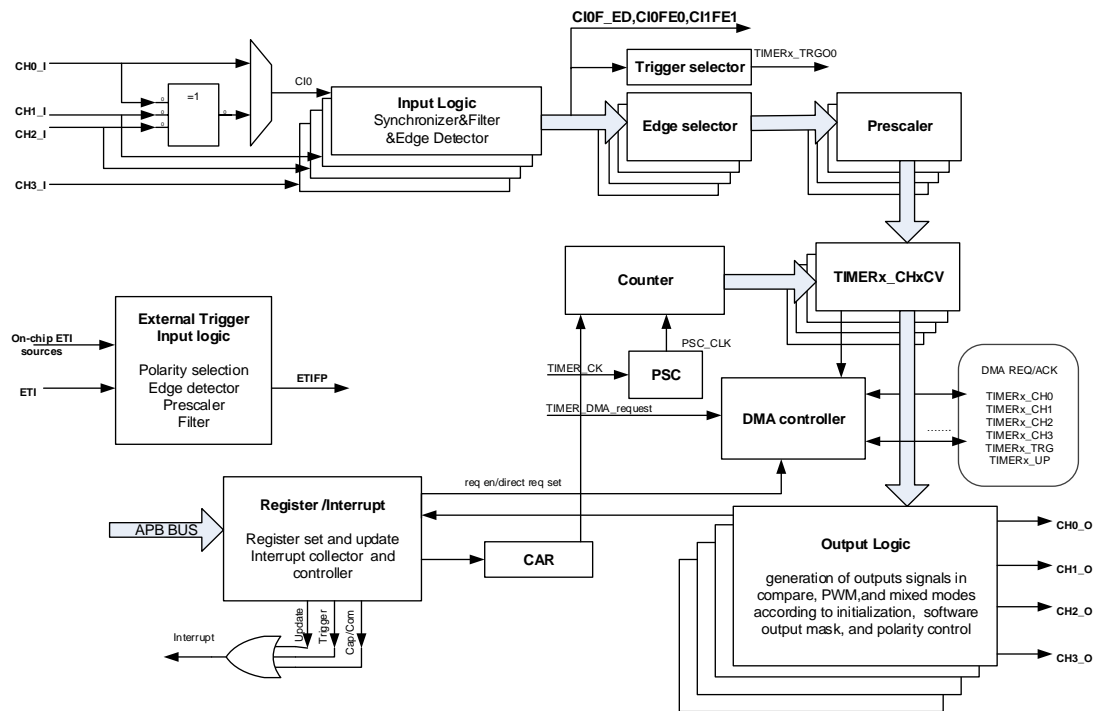 CI0F_ED,CI0FE0,CI1FE1
CH0_I
CI0
=1
CH1_I
CH2_I
CH3_I
Input Logic
Synchronizer&Filter
&Edge Detector
Trigger selector
TIMERx_TRGO0
Edge selector
Prescaler
Counter
TIMERx_CHxCV
External Trigger
Input logic
Polarity selection
Edge detector
Prescaler
Filter
On-chip ETI
sources
ETI
ETIFP
PSC_CLK
TIMER_CK
PSC
TIMER_DMA_request
DMA controller
DMA REQ/ACK
TIMERx_CH0
TIMERx_CH1
TIMERx_CH2
TIMERx_CH3
TIMERx_TRG
TIMERx_UP
........
req en/direct req set
Register /Interrupt
Register set and update
Interrupt collector and
controller
APB BUS
CAR
Update
Trigger
Cap/Com
Interrupt
Output Logic
generation of outputs signals in
compare, PWM,and mixed modes
according to initialization, software
output mask, and polarity control
CH0_O
CH1_O
CH2_O
CH3_O